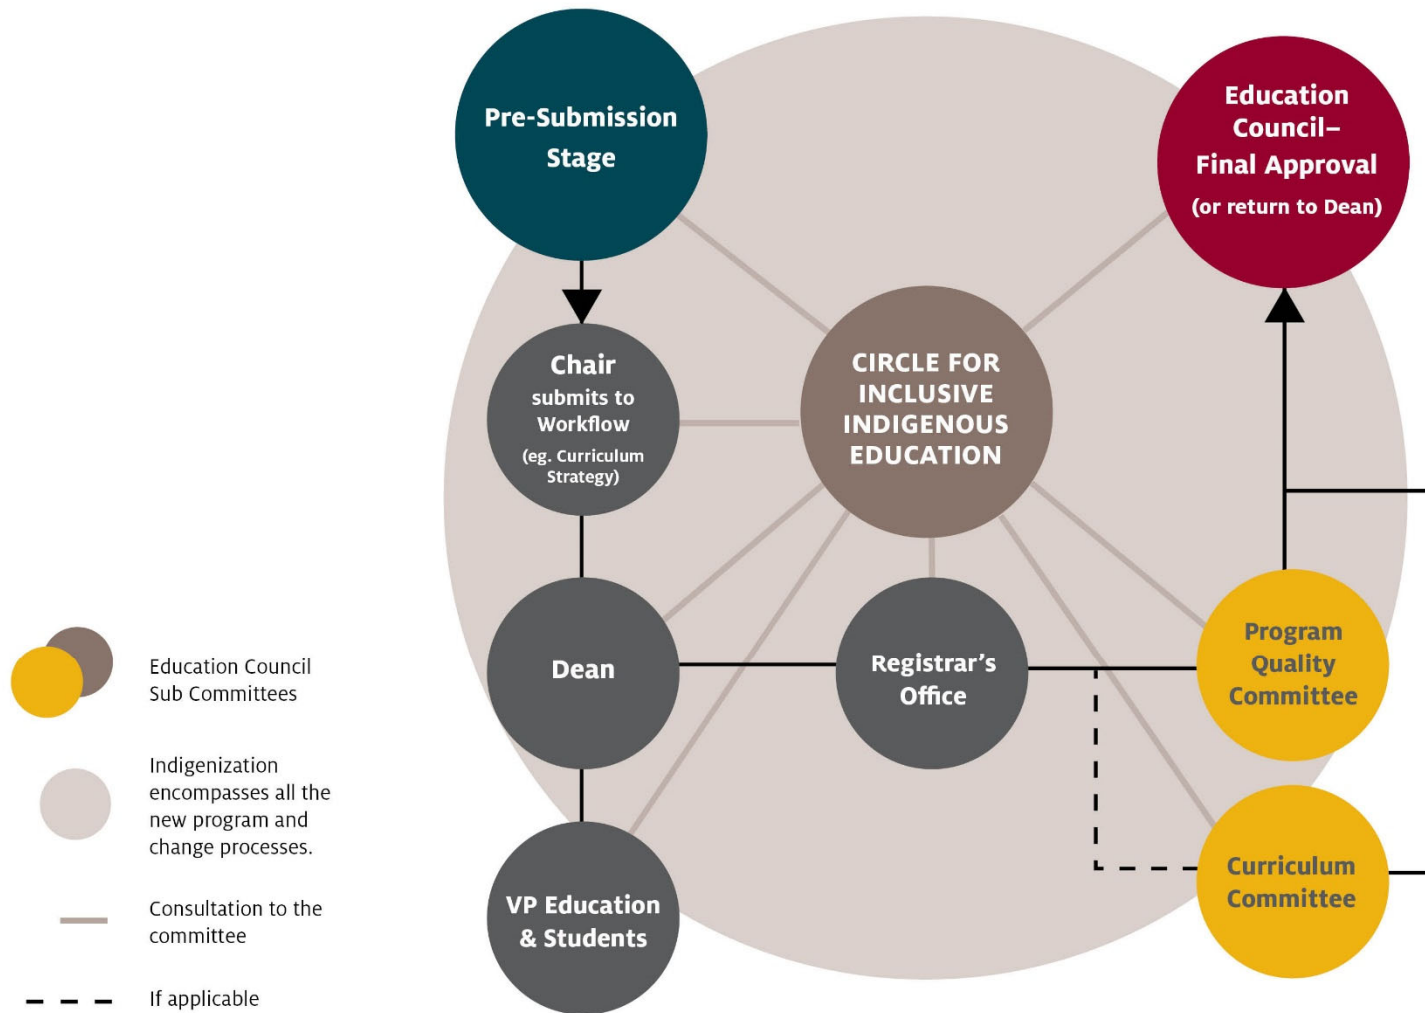 Pre-Submission
Stage
Education
Council–
Final Approval
(or return to Dean)
Chair
submits to
Workflow
(eg. Curriculum
Strategy)
CIRCLE FOR
INCLUSIVE
INDIGENOUS
EDUCATION
Dean
Registrar’s
Office
Program
Quality
Committee
VP Education
& Students
Curriculum
Committee
Education Council
Sub Committees
Indigenization
encompasses all the
new program and
change processes.
Consultation to the
committee
If applicable